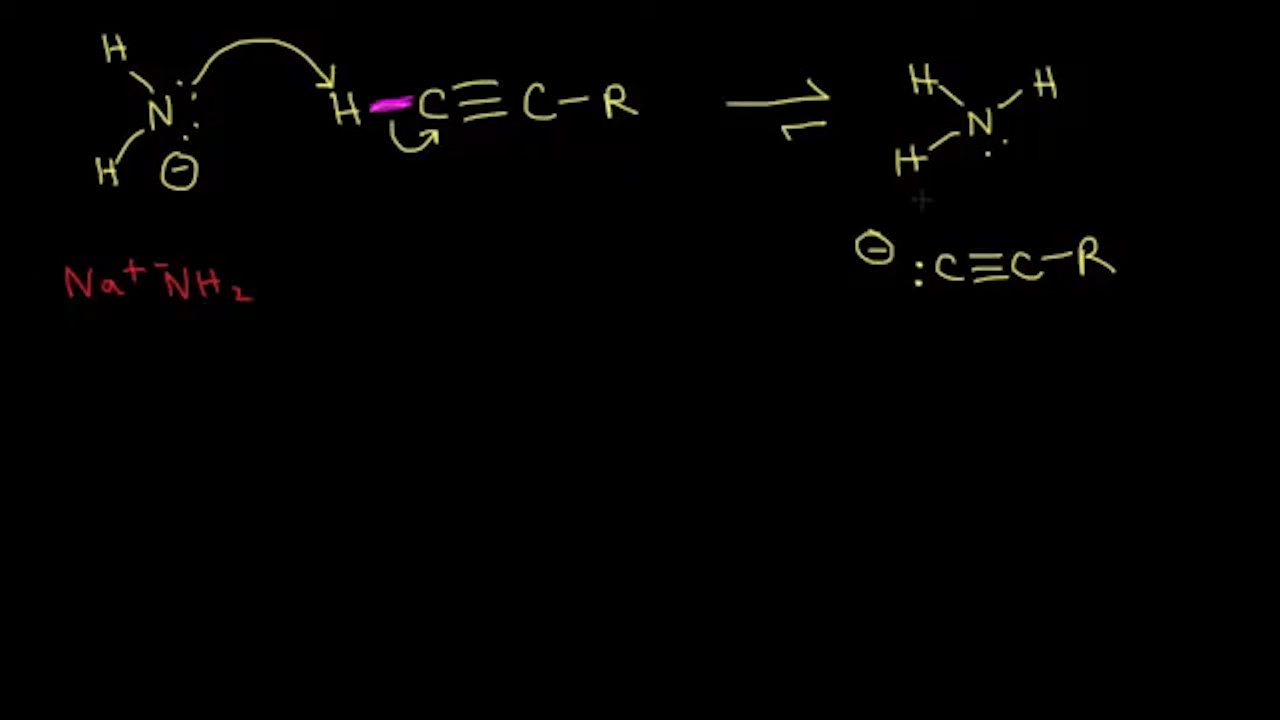 H H H
N : H - C ≡ C - R ⇌ N
H ⊖ H ..
+
⊖ : C ≡ C - R
Na⁺ ⁻NH₂